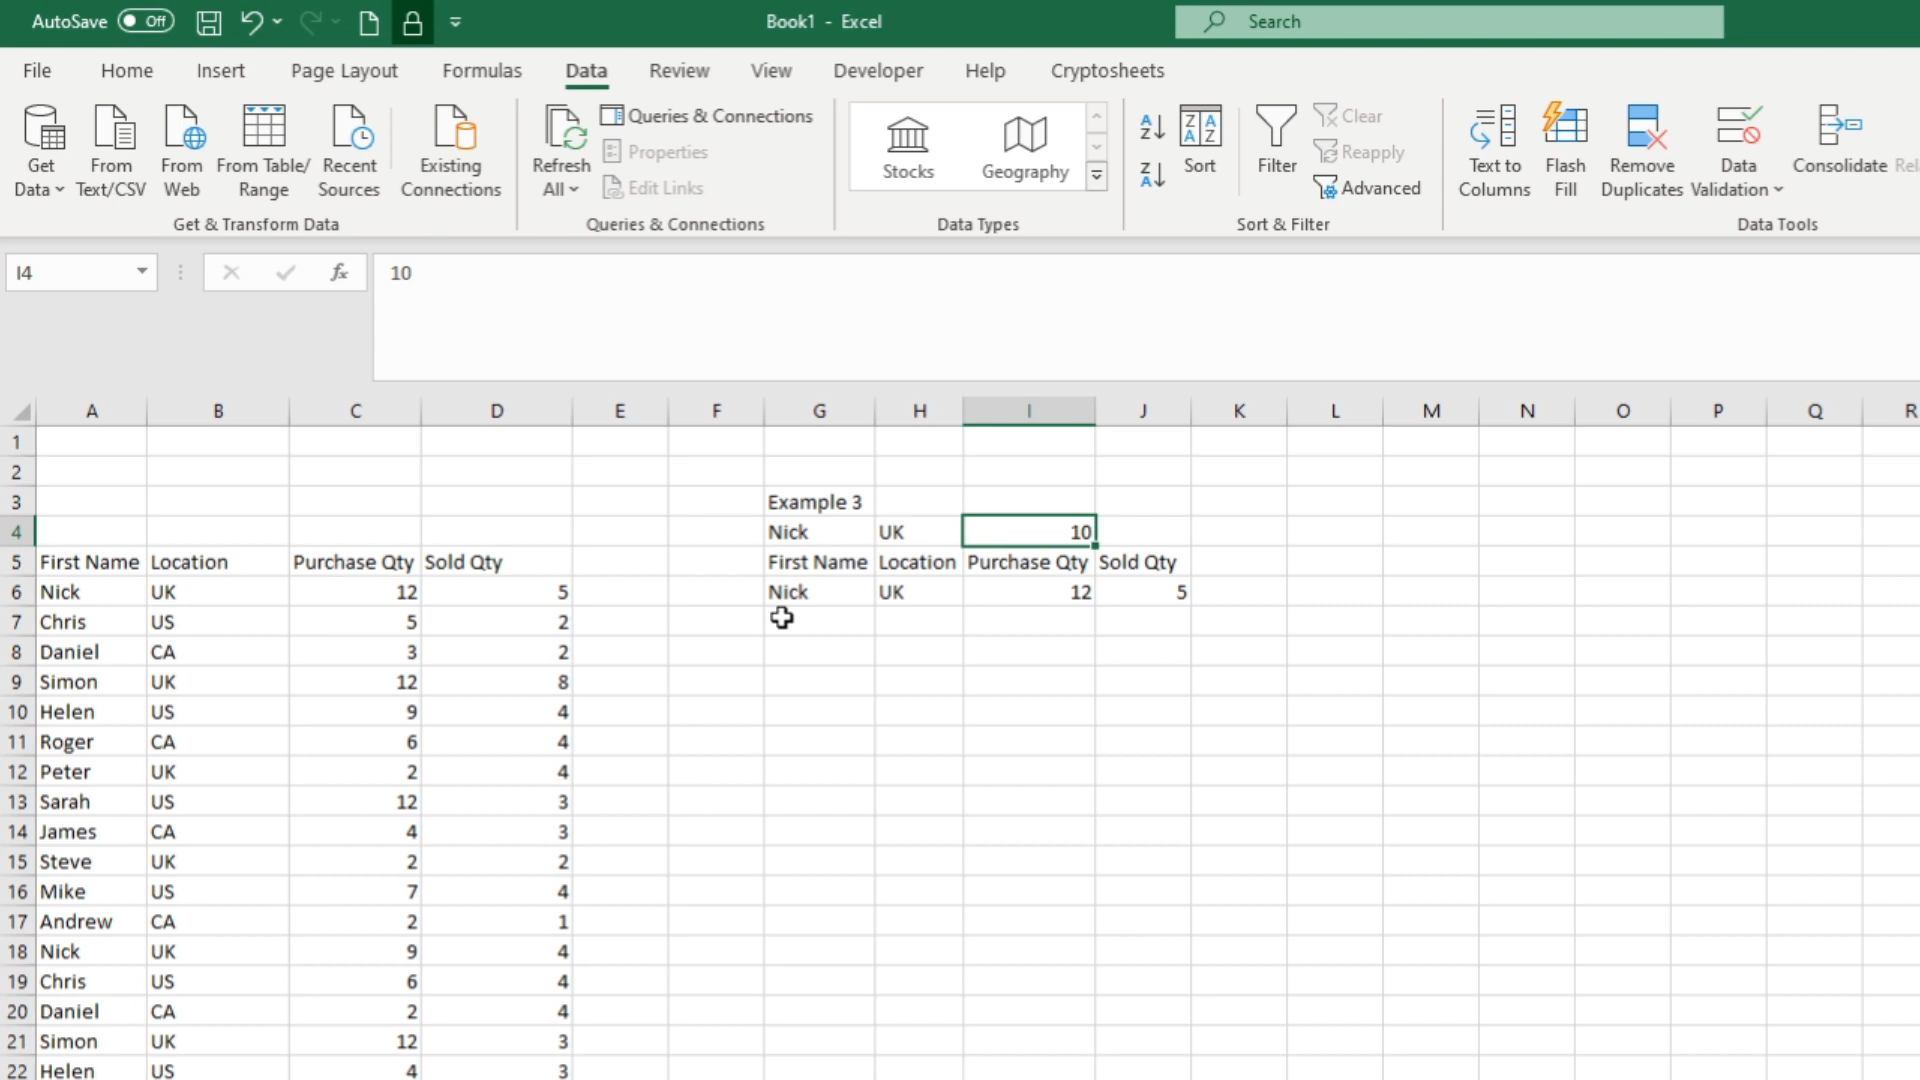 AutoSave Off Book1 - Excel Search
File Home Insert Page Layout Formulas Data Review View Developer Help Cryptosheets
Get Data From Text/CSV From Web From Table/ Range Recent Sources Existing Connections
Get & Transform Data
Refresh All Queries & Connections
Properties
Edit Links
Queries & Connections
Stocks Geography
Data Types
Sort Filter Clear
Reapply
Advanced
Sort & Filter
Text to Columns Flash Fill Remove Duplicates Data Validation Consolidate
Data Tools
I4 fx 10
A B C D E F G H I J K L M N O P Q R
1
2
3 Example 3
4 Nick UK 10
5 First Name Location Purchase Qty Sold Qty First Name Location Purchase Qty Sold Qty
6 Nick UK 12 5 Nick UK 12 5
7 Chris US 5 2
8 Daniel CA 3 2
9 Simon UK 12 8
10 Helen US 9 4
11 Roger CA 6 4
12 Peter UK 2 4
13 Sarah US 12 3
14 James CA 4 3
15 Steve UK 2 2
16 Mike US 7 4
17 Andrew CA 2 1
18 Nick UK 9 4
19 Chris US 6 4
20 Daniel CA 2 4
21 Simon UK 12 3
22 Helen US 4 3